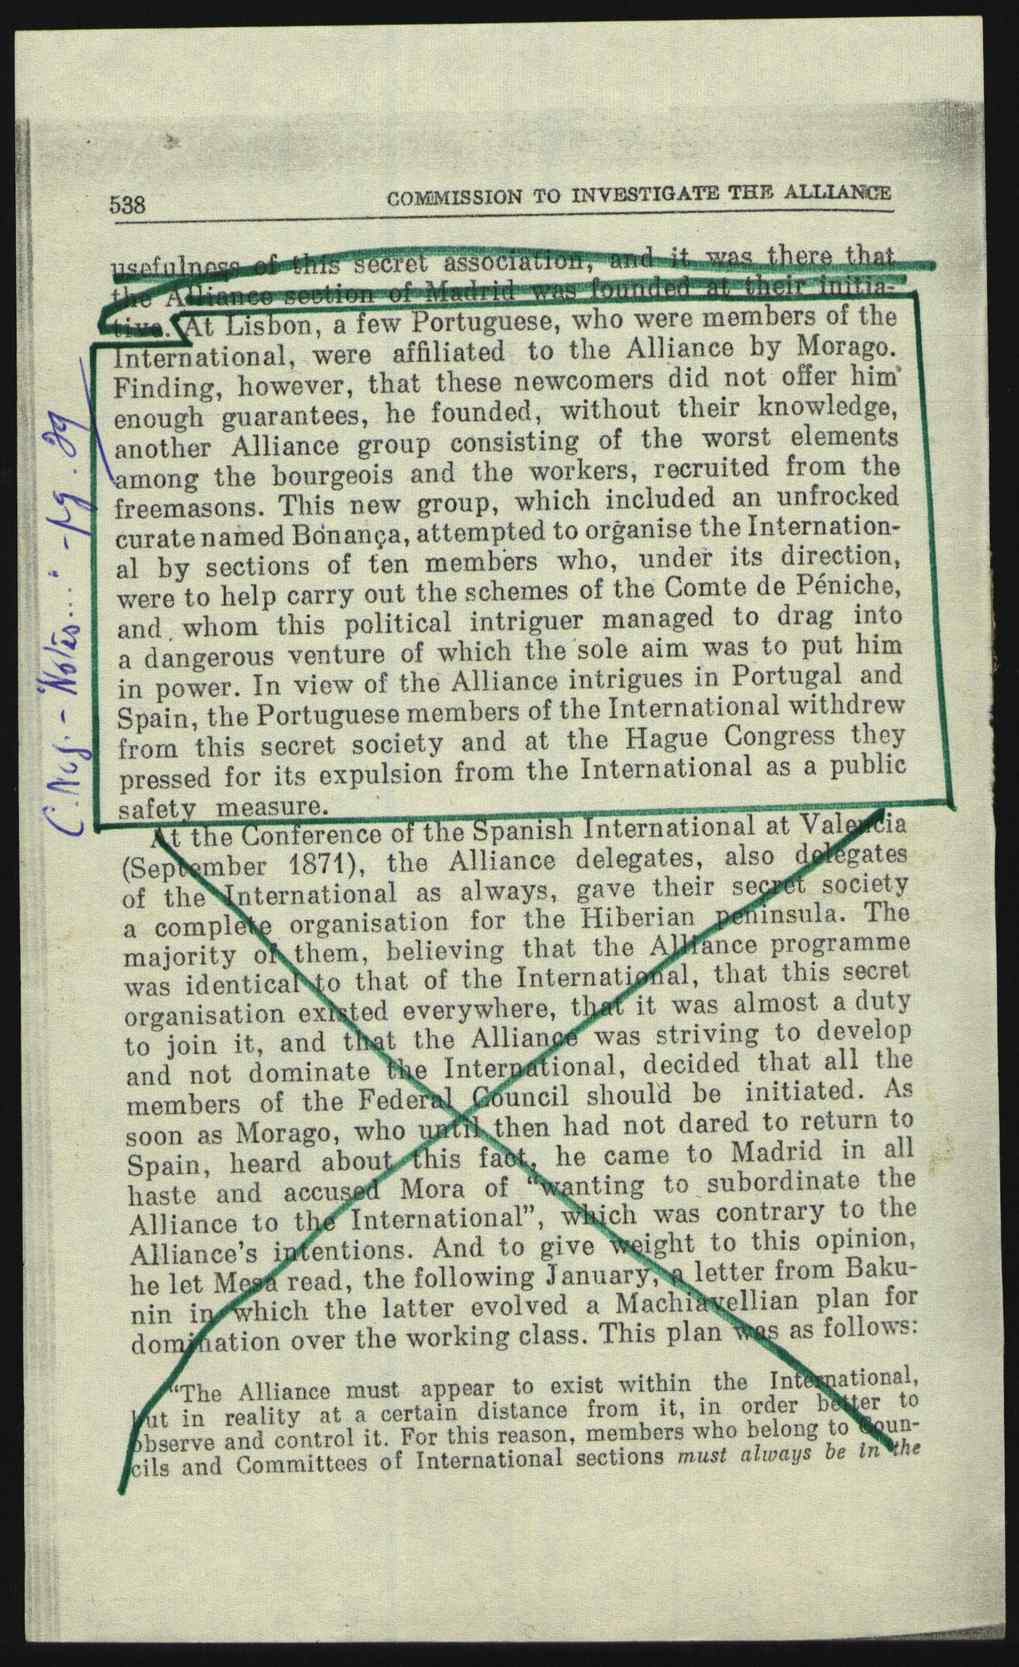 538
COMMISSION TO INVESTIGATE THE ALLIANCE
usefulness of this secret association, and it was there that
the Alliance section of Madrid was founded at their initia-
tive. At Lisbon, a few Portuguese, who were members of the
International, were affiliated to the Alliance by Morago.
Finding, however, that these newcomers did not offer him
enough guarantees, he founded, without their knowledge,
another Alliance group consisting of the worst elements
among the bourgeois and the workers, recruited from the
freemasons. This new group, which included an unfrocked
curate named Bonança, attempted to organise the Internation-
al by sections of ten members who, under its direction,
were to help carry out the schemes of the Comte de Péniche,
and whom this political intriguer managed to drag into
a dangerous venture of which the sole aim was to put him
in power. In view of the Alliance intrigues in Portugal and
Spain, the Portuguese members of the International withdrew
from this secret society and at the Hague Congress they
pressed for its expulsion from the International as a public
safety measure.
At the Conference of the Spanish International at Valencia
(September 1871), the Alliance delegates, also delegates
of the International as always, gave their secret society
a complete organisation for the Hiberian peninsula. The
majority of them, believing that the Alliance programme
was identical to that of the International, that this secret
organisation existed everywhere, that it was almost a duty
to join it, and that the Alliance was striving to develop
and not dominate the International, decided that all the
members of the Federal Council should be initiated. As
soon as Morago, who until then had not dared to return to
Spain, heard about this fact, he came to Madrid in all
haste and accused Mora of “wanting to subordinate the
Alliance to the International”, which was contrary to the
Alliance's intentions. And to give weight to this opinion,
he let Mesa read, the following January, a letter from Baku-
nin in which the latter evolved a Machiavellian plan for
domination over the working class. This plan was as follows:
“The Alliance must appear to exist within the International,
but in reality at a certain distance from it, in order better to
observe and control it. For this reason, members who belong to Coun-
cils and Committees of International sections must always be in the
"Notas... - pg. 29